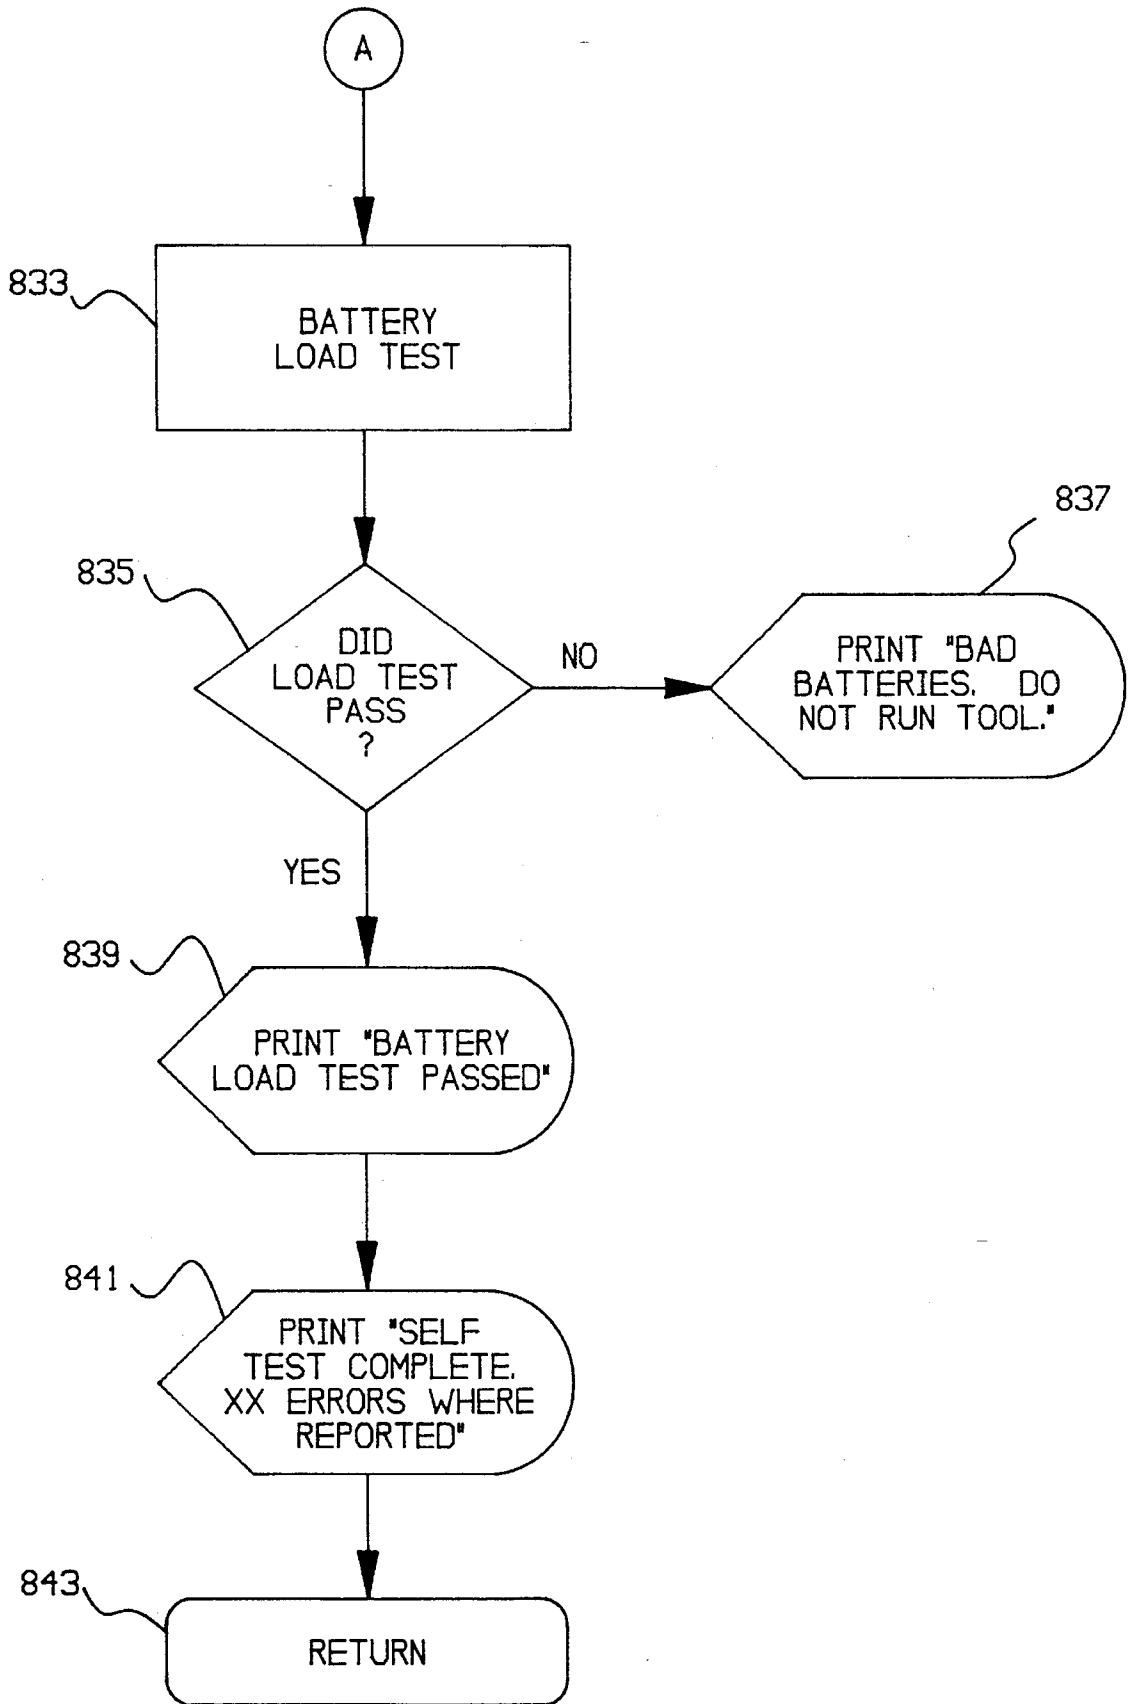 A
833
BATTERY
LOAD TEST
835
DID
LOAD TEST
PASS
?
NO
837
PRINT "BAD
BATTERIES. DO
NOT RUN TOOL."
YES
839
PRINT "BATTERY
LOAD TEST PASSED"
841
PRINT "SELF
TEST COMPLETE.
XX ERRORS WHERE
REPORTED"
843
RETURN